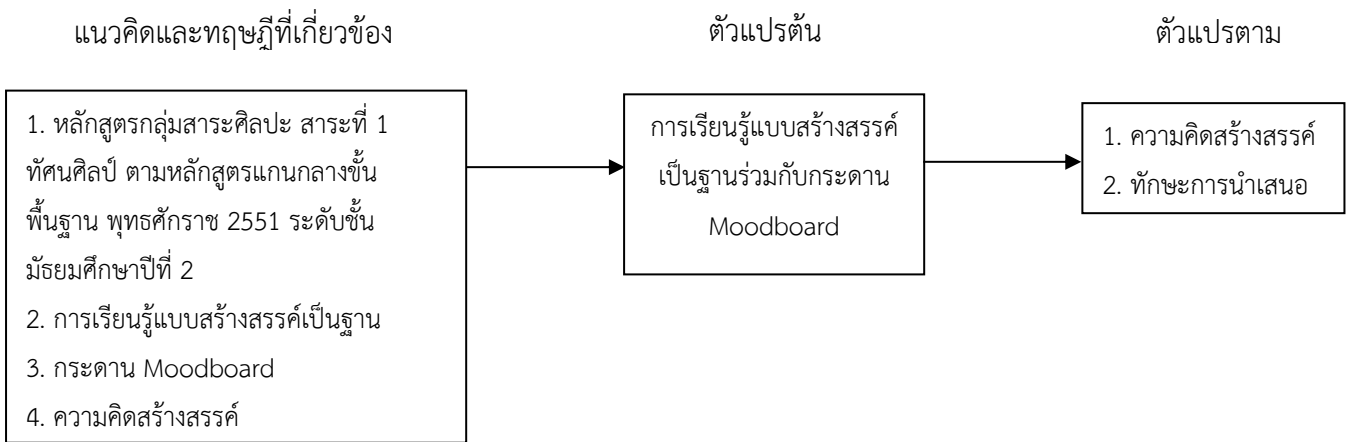 แนวคิดและทฤษฎีที่เกี่ยวข้อง
ตัวแปรต้น
ตัวแปรตาม
1. หลักสูตรกลุ่มสาระศิลปะ สาระที่ 1
ทัศนศิลป์ ตามหลักสูตรแกนกลางขั้น
พื้นฐาน พุทธศักราช 2551 ระดับชั้น
มัธยมศึกษาปีที่ 2
2. การเรียนรู้แบบสร้างสรรค์เป็นฐาน
3. กระดาน Moodboard
4. ความคิดสร้างสรรค์
การเรียนรู้แบบสร้างสรรค์
เป็นฐานร่วมกับกระดาน
Moodboard
1. ความคิดสร้างสรรค์
2. ทักษะการนำเสนอ